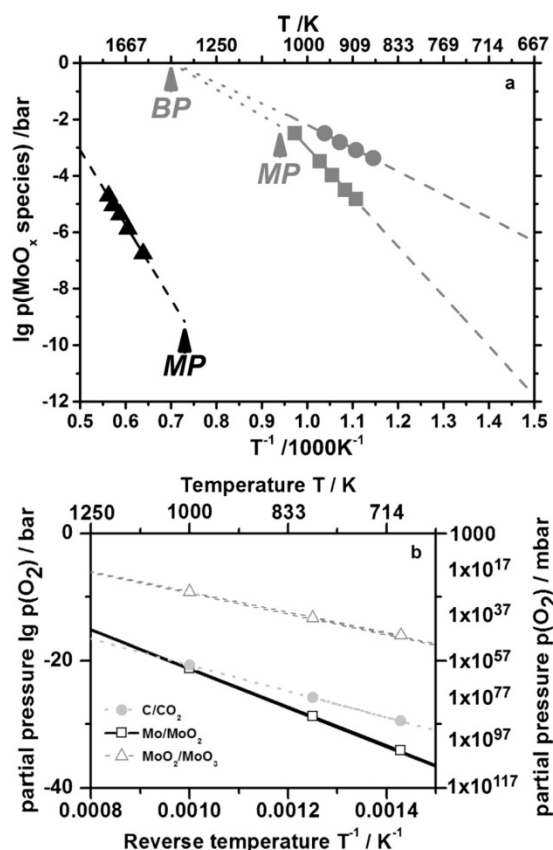 T /K
1667 1250 1000 909 833 769 714 667
0
-2
-4
-6
-8
-10
-12
lg p(MoOₓ species) /bar
a
BP
MP
MP
0.5 0.6 0.7 0.8 0.9 1.0 1.1 1.2 1.3 1.4 1.5
T⁻¹ /1000K⁻¹
Temperature T / K
1250 1000 833 714
0
-20
-40
partial pressure lg p(O₂) / bar
b
C/CO₂
Mo/MoO₂
MoO₂/MoO₃
1000
1x10¹⁷
1x10³⁷
1x10⁵⁷
1x10⁷⁷
1x10⁹⁷
1x10¹¹⁷
partial pressure p(O₂) / mbar
0.0008 0.0010 0.0012 0.0014
Reverse temperature T⁻¹ / K⁻¹